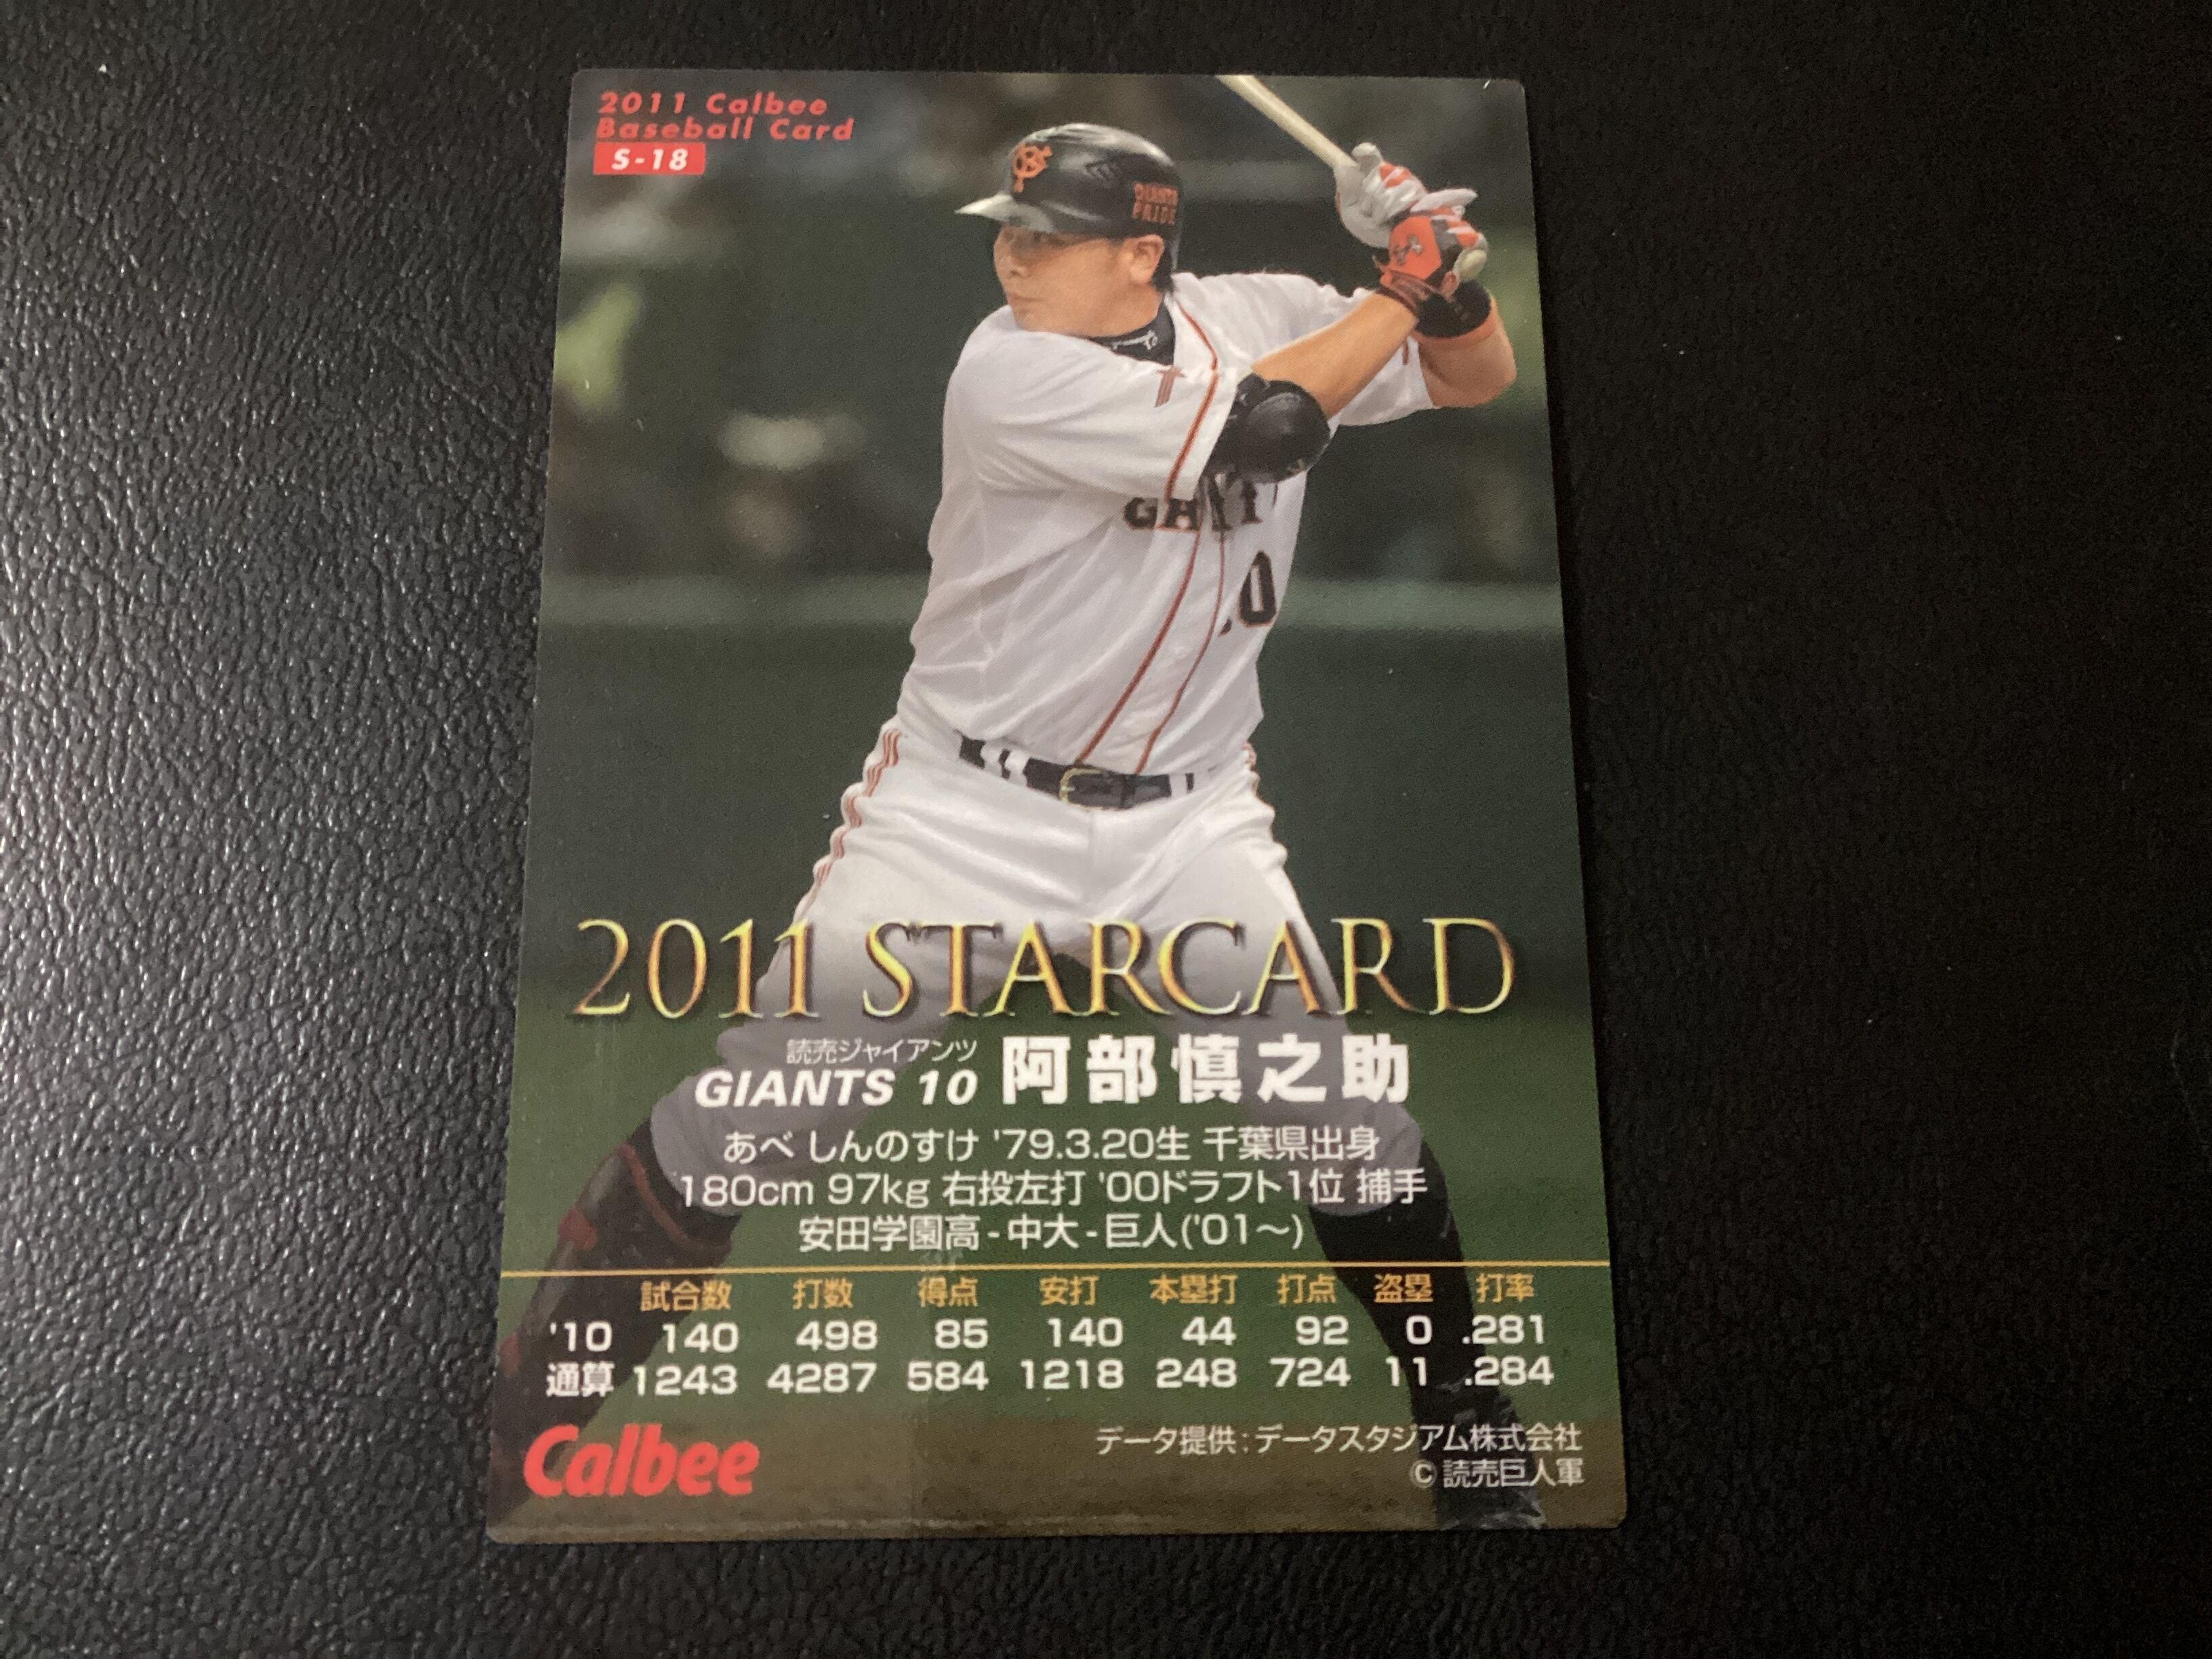 2011 Calbee
Baseball Card
S-18
GIANTS
PRIDE
2011 STARCARD
読売ジャイアンツ
GIANTS 10 阿部慎之助
あべ しんのすけ '79.3.20生 千葉県出身
180cm 97kg 右投左打 '00ドラフト1位 捕手
安田学園高-中大-巨人('01～)
試合数 打数 得点 安打 本塁打 打点 盗塁 打率
'10 140 498 85 140 44 92 0 .281
通算 1243 4287 584 1218 248 724 11 .284
Calbee
データ提供:データスタジアム株式会社
© 読売巨人軍